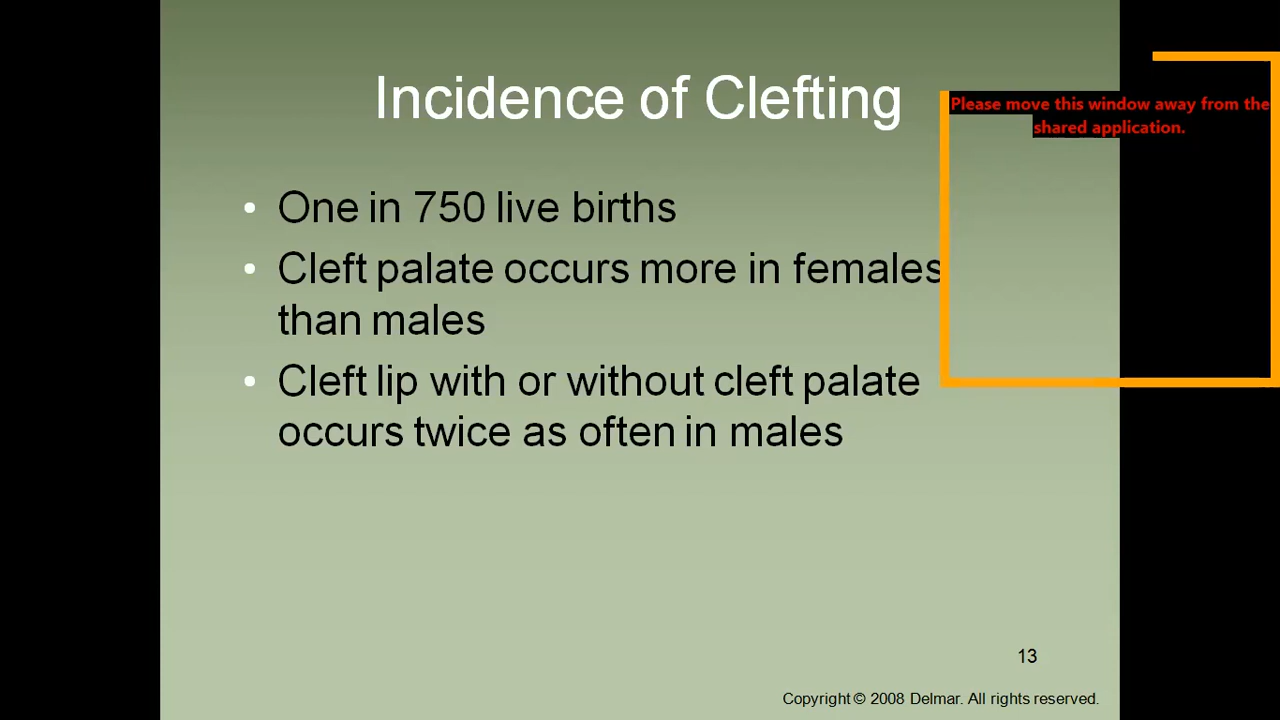 Incidence of Clefting
Please move this window away from the
shared application.
• One in 750 live births
• Cleft palate occurs more in females
than males
• Cleft lip with or without cleft palate
occurs twice as often in males
13
Copyright © 2008 Delmar. All rights reserved.